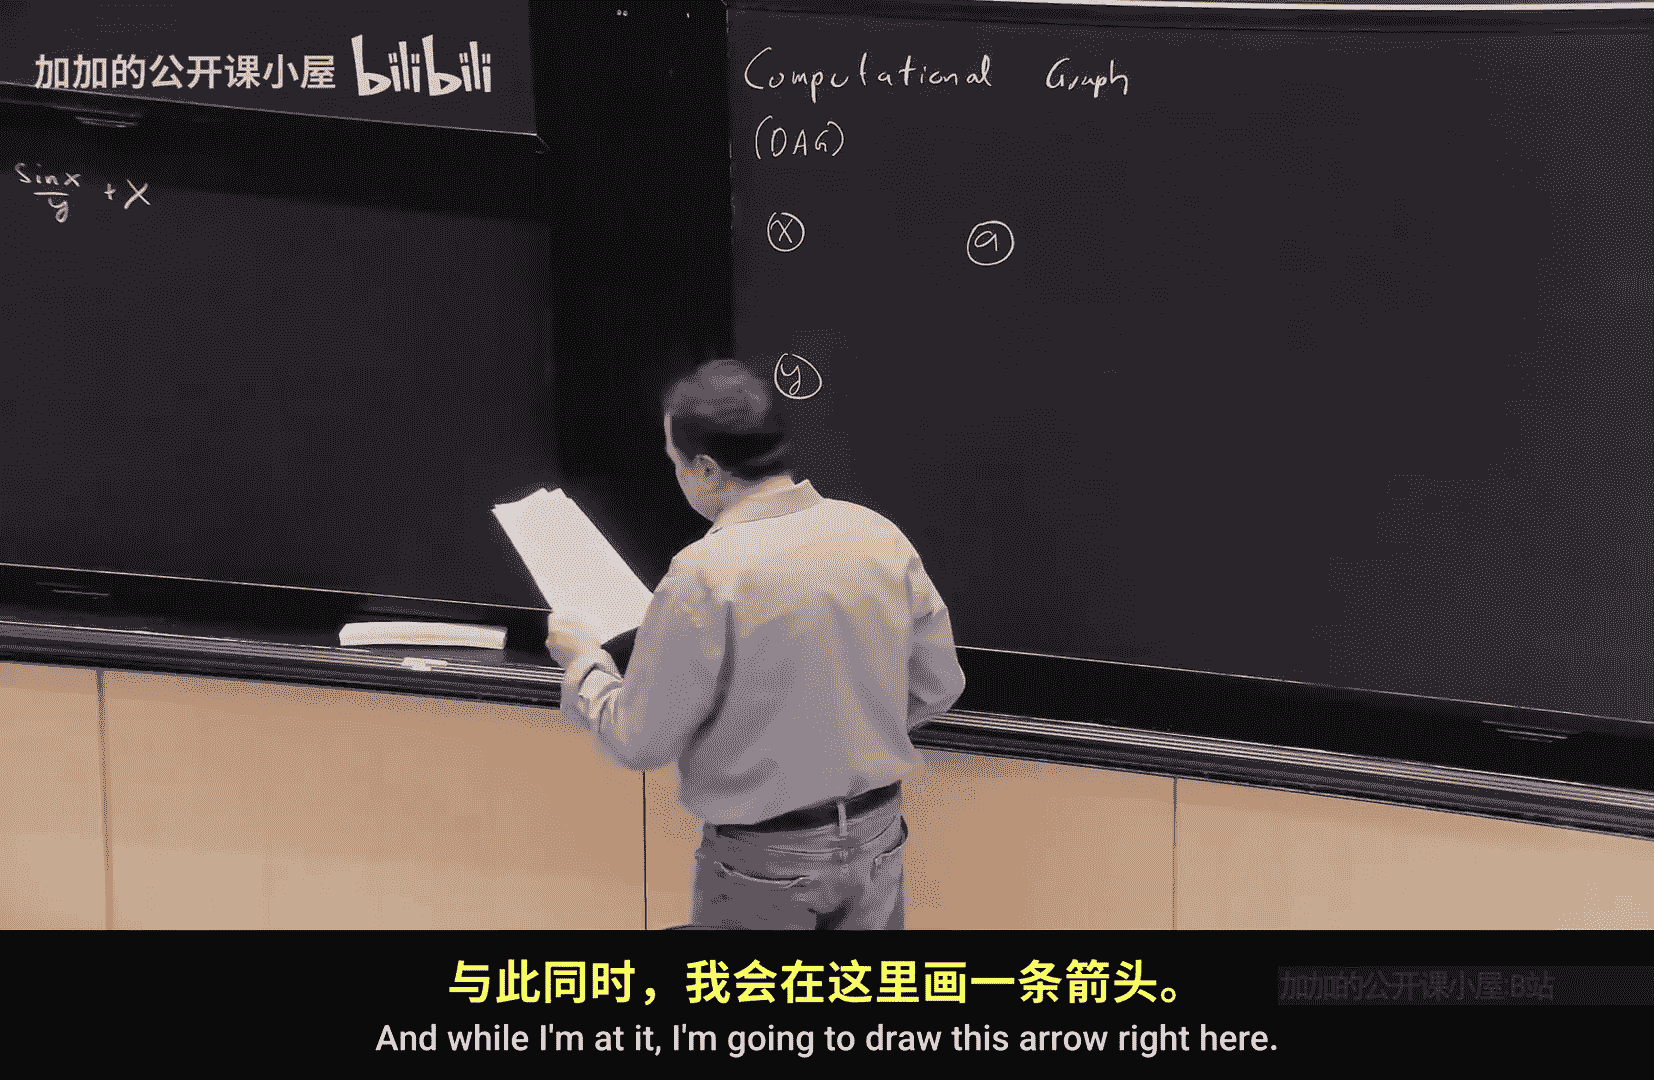 加加的公开课小屋 bilibili
Computational Graph
(DAG)
sin x
y
+ x
x
a
y
与此同时，我会在这里画一条箭头。
加加的公开课小屋:B站
And while I'm at it, I'm going to draw this arrow right here.